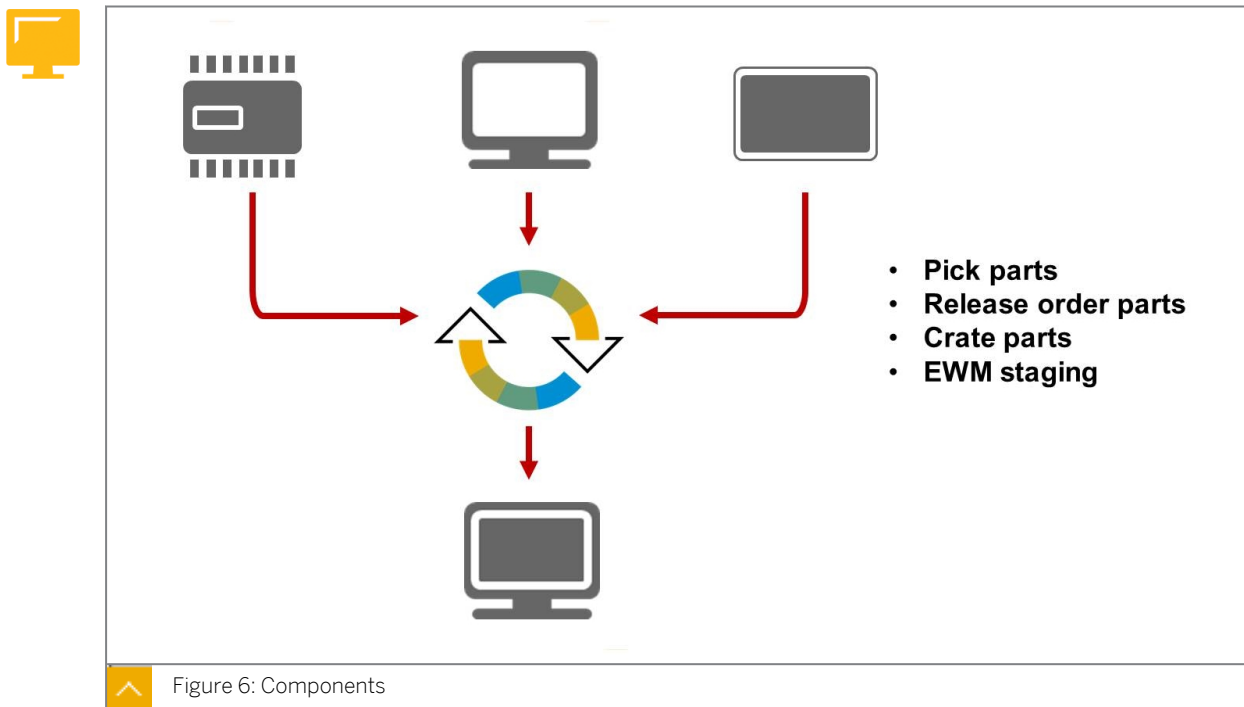 • Pick parts
• Release order parts
• Crate parts
• EWM staging
Figure 6: Components